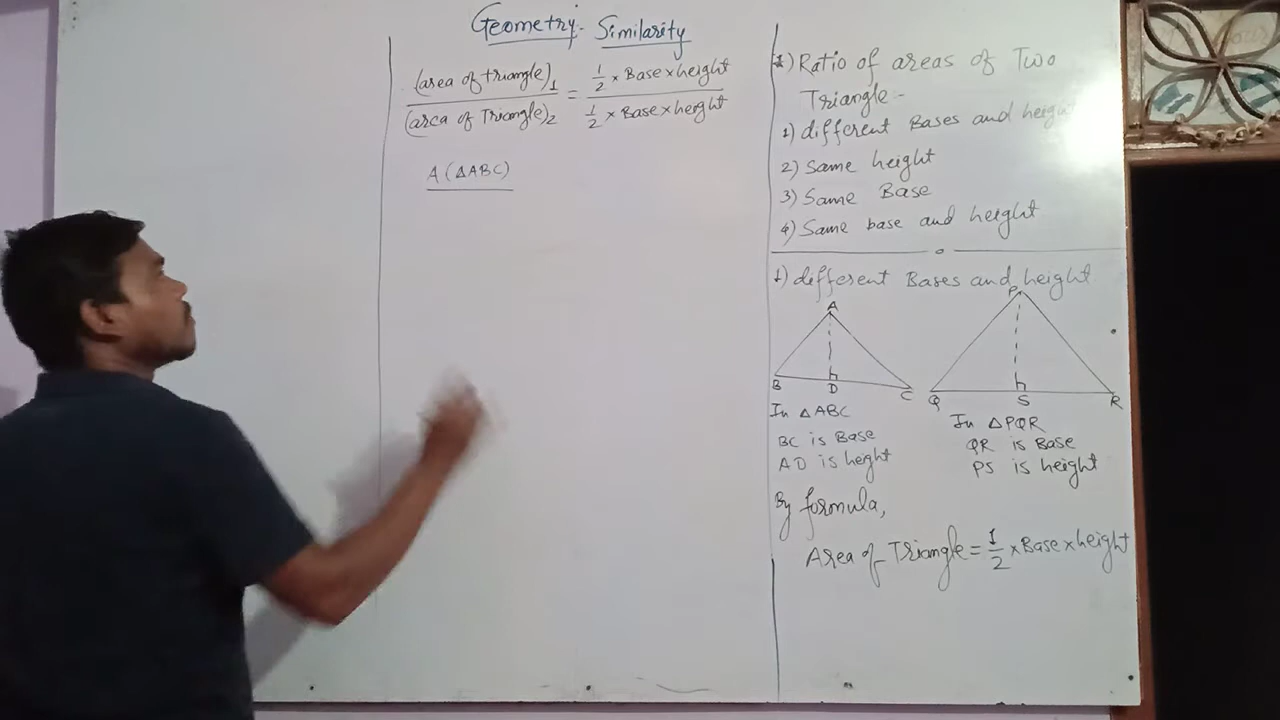 Geometry- Similarity
(area of triangle)1 / (area of Triangle)2 = 1/2 × Base × height / 1/2 × Base × height
A (△ABC)
1) Ratio of areas of Two
Triangle -
1) different Bases and height
2) Same height
3) Same Base
4) Same base and height
1) different Bases and height
A
B
D
C
P
Q
S
R
In △ABC
BC is Base
AD is height
In △PQR
QR is Base
PS is height
By formula,
Area of Triangle = 1/2 × Base × height